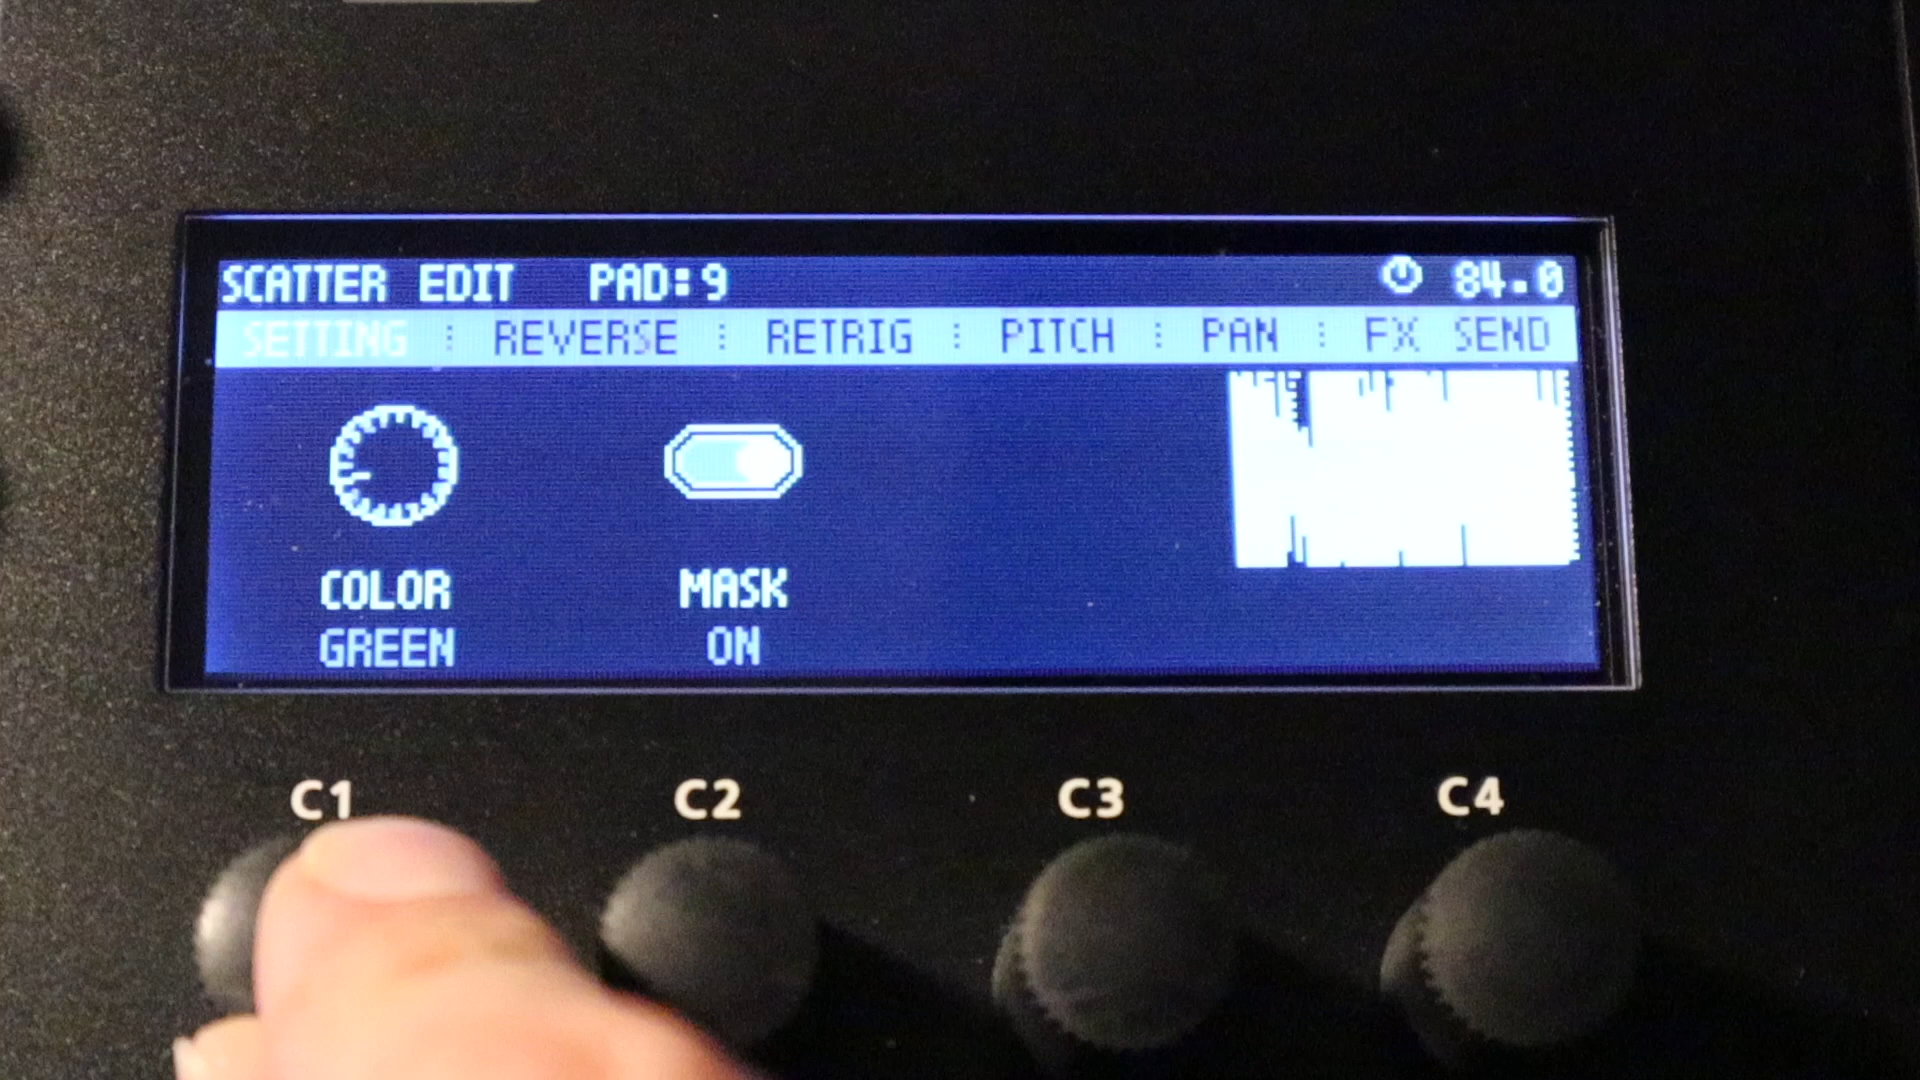 SCATTER EDIT PAD:9 84.0
SETTING : REVERSE : RETRIG : PITCH : PAN : FX SEND
COLOR MASK
GREEN ON
C1 C2 C3 C4